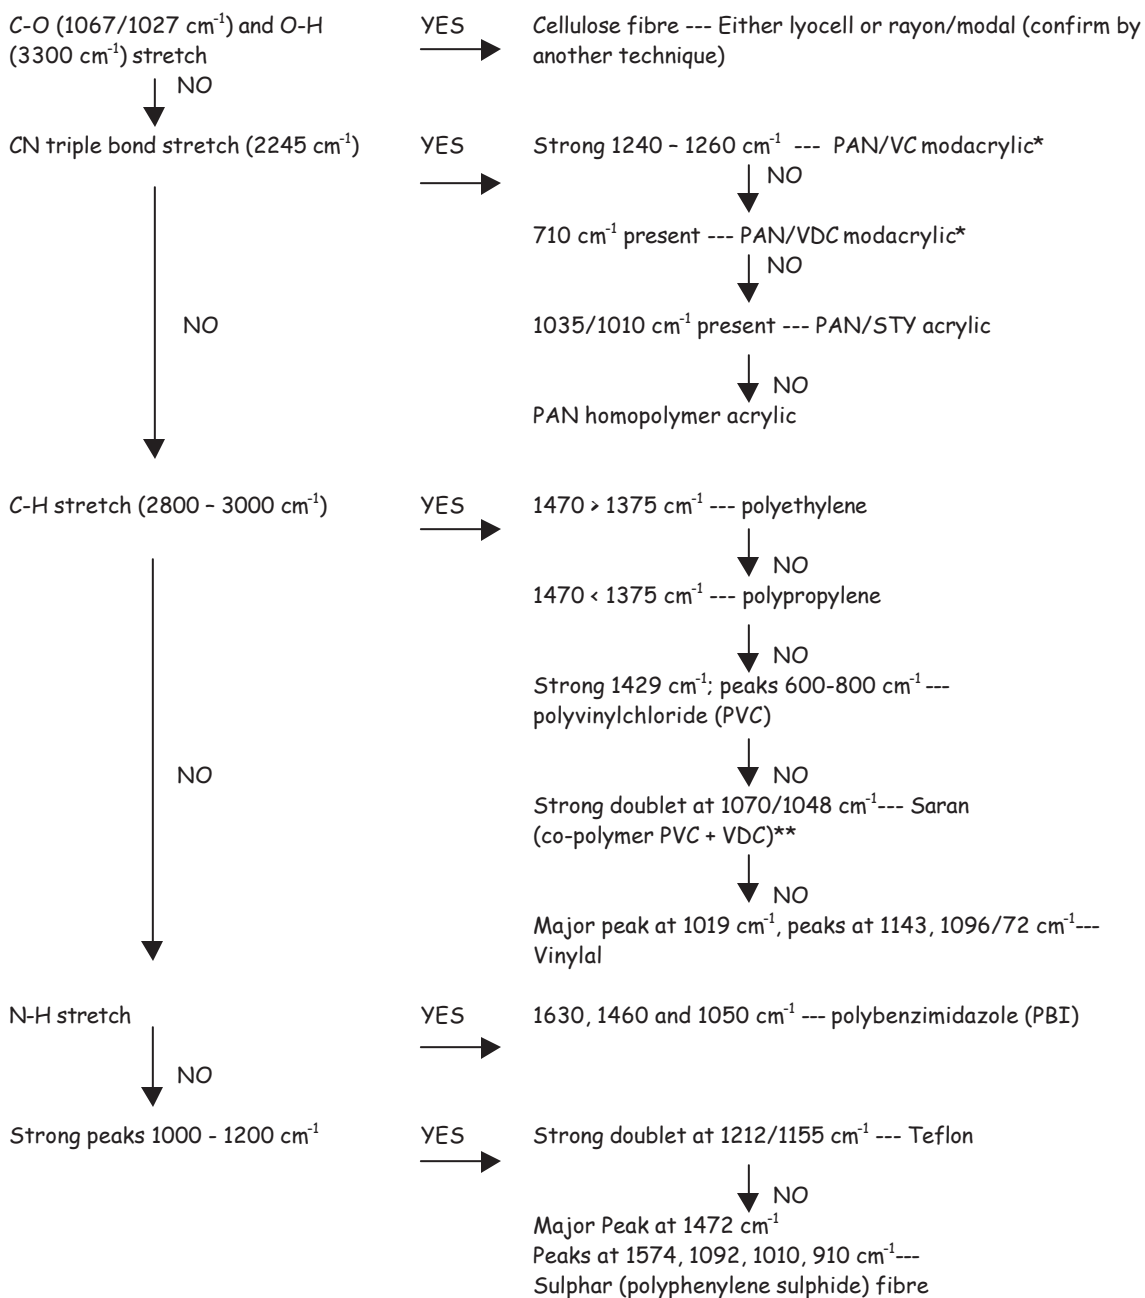 C-O (1067/1027 cm⁻¹) and O-H
(3300 cm⁻¹) stretch
YES
Cellulose fibre --- Either lyocell or rayon/modal (confirm by
another technique)
NO
CN triple bond stretch (2245 cm⁻¹)
YES
Strong 1240 – 1260 cm⁻¹ --- PAN/VC modacrylic*
NO
710 cm⁻¹ present --- PAN/VDC modacrylic*
NO
NO
1035/1010 cm⁻¹ present --- PAN/STY acrylic
NO
PAN homopolymer acrylic
C-H stretch (2800 – 3000 cm⁻¹)
YES
1470 > 1375 cm⁻¹ --- polyethylene
NO
1470 < 1375 cm⁻¹ --- polypropylene
NO
Strong 1429 cm⁻¹; peaks 600-800 cm⁻¹ ---
polyvinylchloride (PVC)
NO
NO
Strong doublet at 1070/1048 cm⁻¹--- Saran
(co-polymer PVC + VDC)**
NO
Major peak at 1019 cm⁻¹, peaks at 1143, 1096/72 cm⁻¹---
Vinylal
N-H stretch
YES
1630, 1460 and 1050 cm⁻¹ --- polybenzimidazole (PBI)
NO
Strong peaks 1000 - 1200 cm⁻¹
YES
Strong doublet at 1212/1155 cm⁻¹ --- Teflon
NO
Major Peak at 1472 cm⁻¹
Peaks at 1574, 1092, 1010, 910 cm⁻¹---
Sulphar (polyphenylene sulphide) fibre